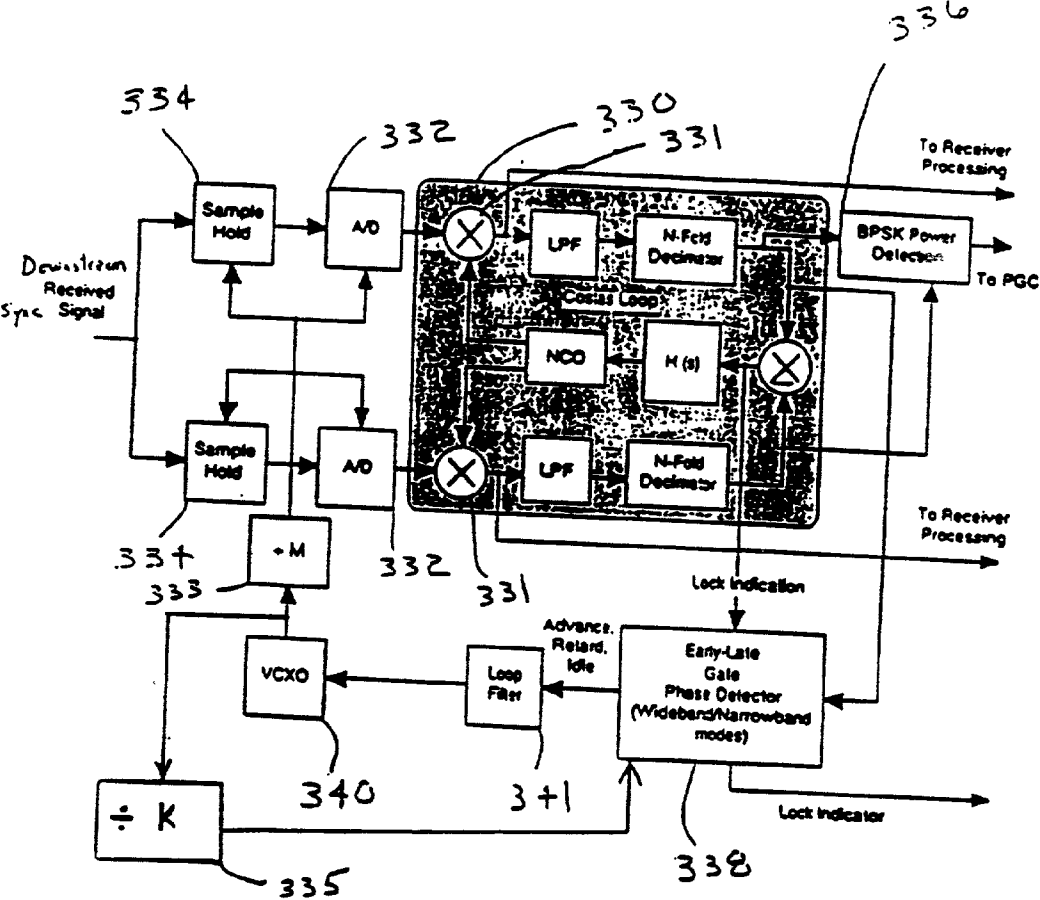 336
334
332
330
331
To Receiver
Processing
Sample
Hold
A/D
LPF
N-Fold
Decimator
BPSK Power
Detection
To PGC
Downstream
Received
Sync Signal
Costas Loop
NCO
H (s)
Sample
Hold
A/D
LPF
N-Fold
Decimator
To Receiver
Processing
334
÷ M
333
332
331
Lock Indication
Advance,
Retard,
Idle
VCXO
Loop
Filter
Early-Late
Gate
Phase Detector
(Wideband/Narrowband
modes)
340
341
÷ K
338
Lock Indicator
335